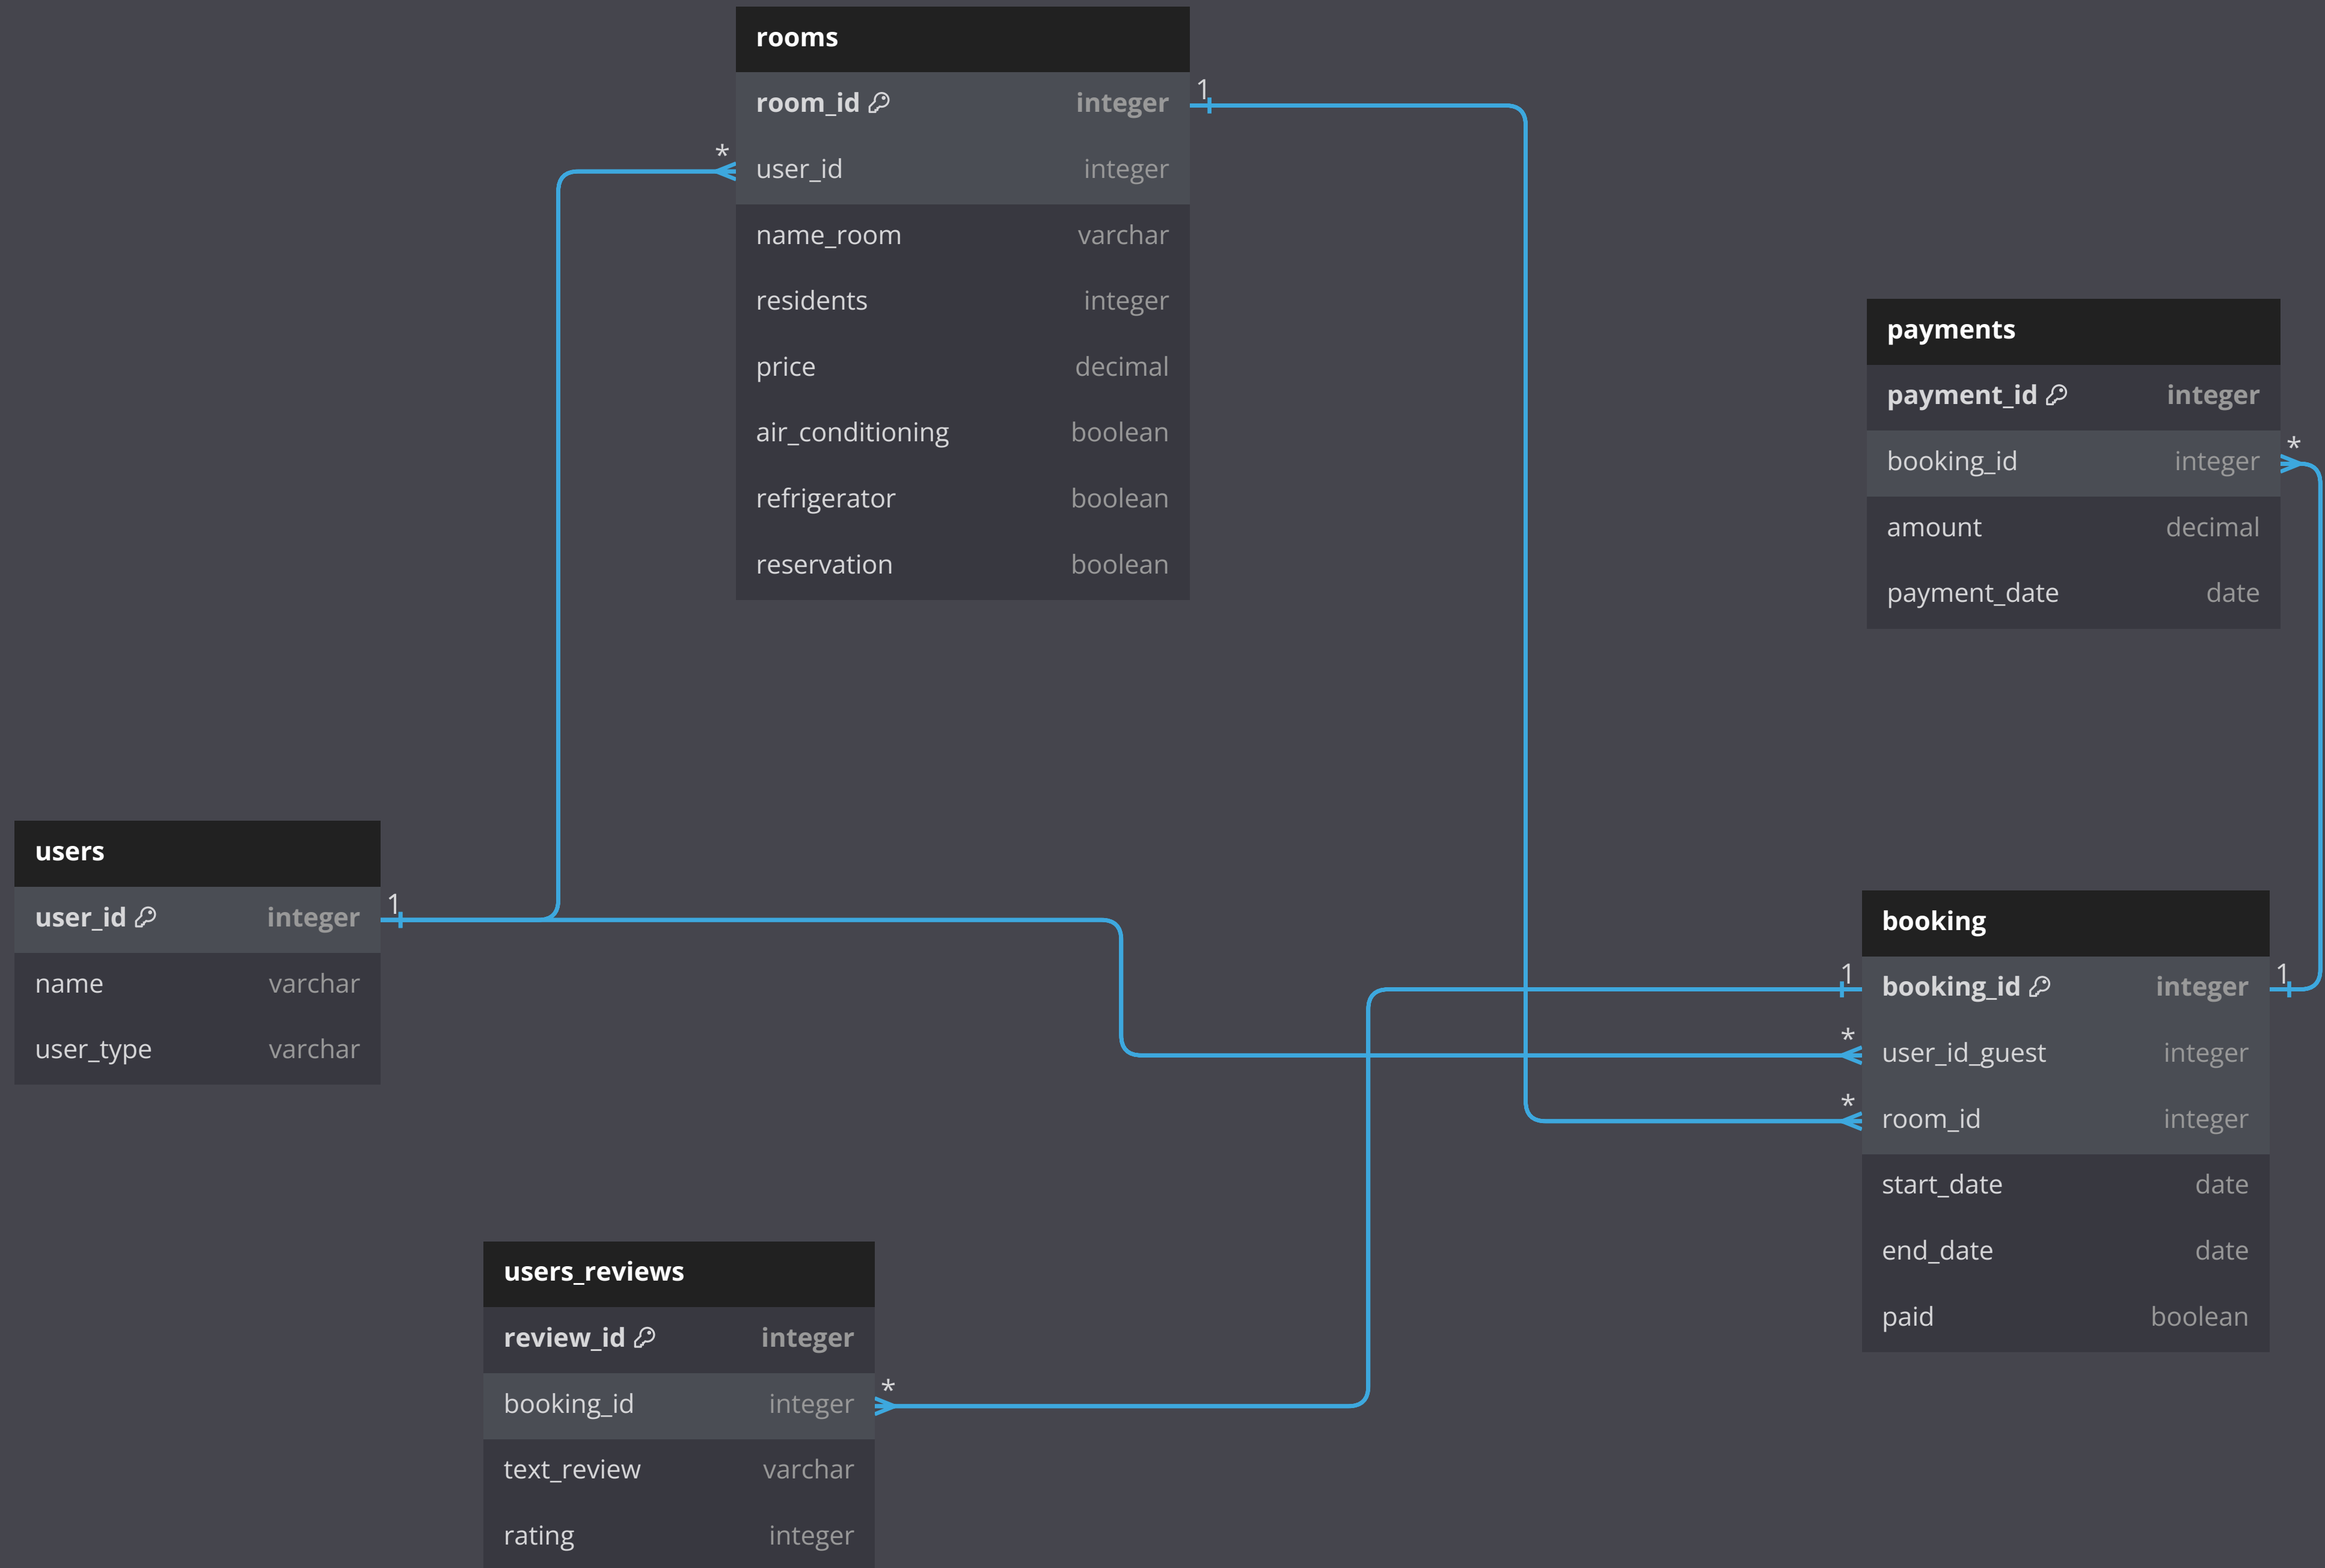 rooms
room_id integer
user_id integer
name_room varchar
residents integer
price decimal
air_conditioning boolean
refrigerator boolean
reservation boolean
1
*
payments
payment_id integer
booking_id integer
amount decimal
payment_date date
*
users
user_id integer
name varchar
user_type varchar
1
booking
booking_id integer
user_id_guest integer
room_id integer
start_date date
end_date date
paid boolean
1
*
*
1
users_reviews
review_id integer
booking_id integer
text_review varchar
rating integer
*